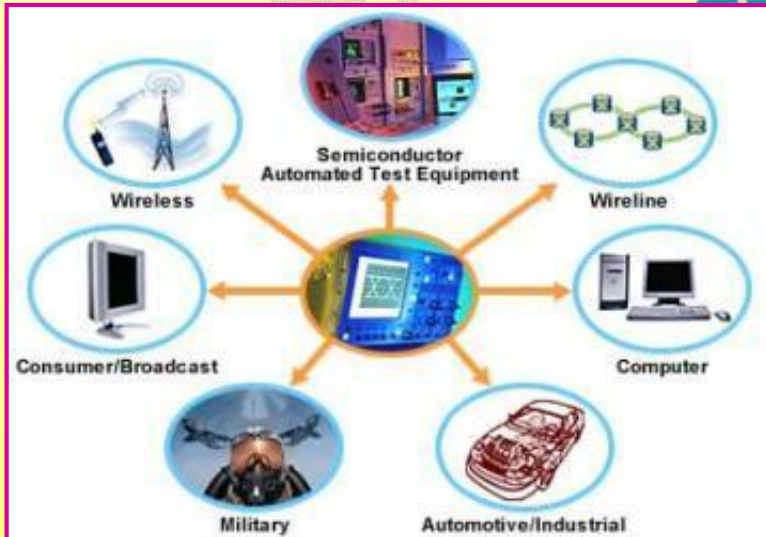 Semiconductor
Automated Test Equipment
Wireless
Wireline
Consumer/Broadcast
Computer
Military
Automotive/Industrial